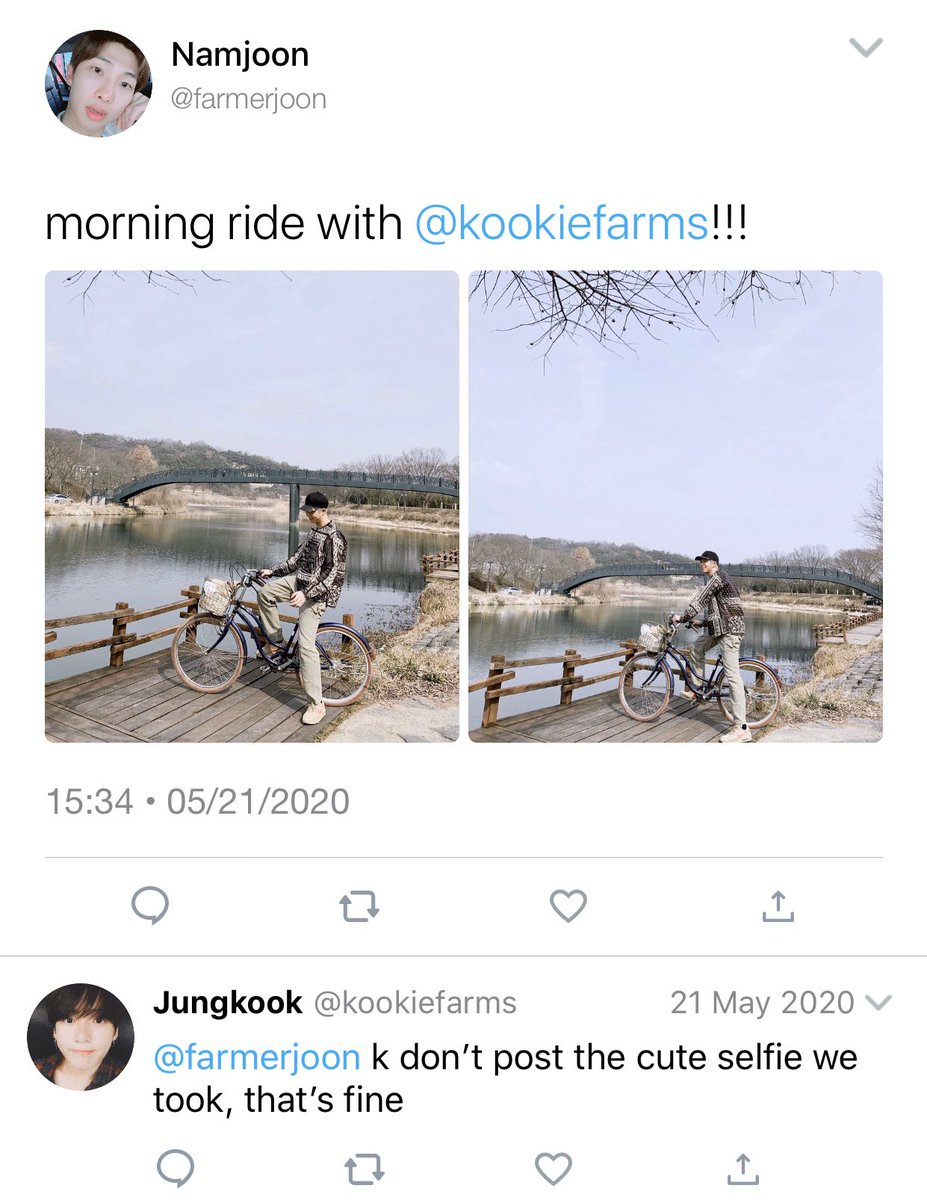 Namjoon
@farmerjoon
morning ride with @kookiefarms!!!
15:34 • 05/21/2020
Jungkook @kookiefarms 21 May 2020
@farmerjoon k don’t post the cute selfie we
took, that’s fine